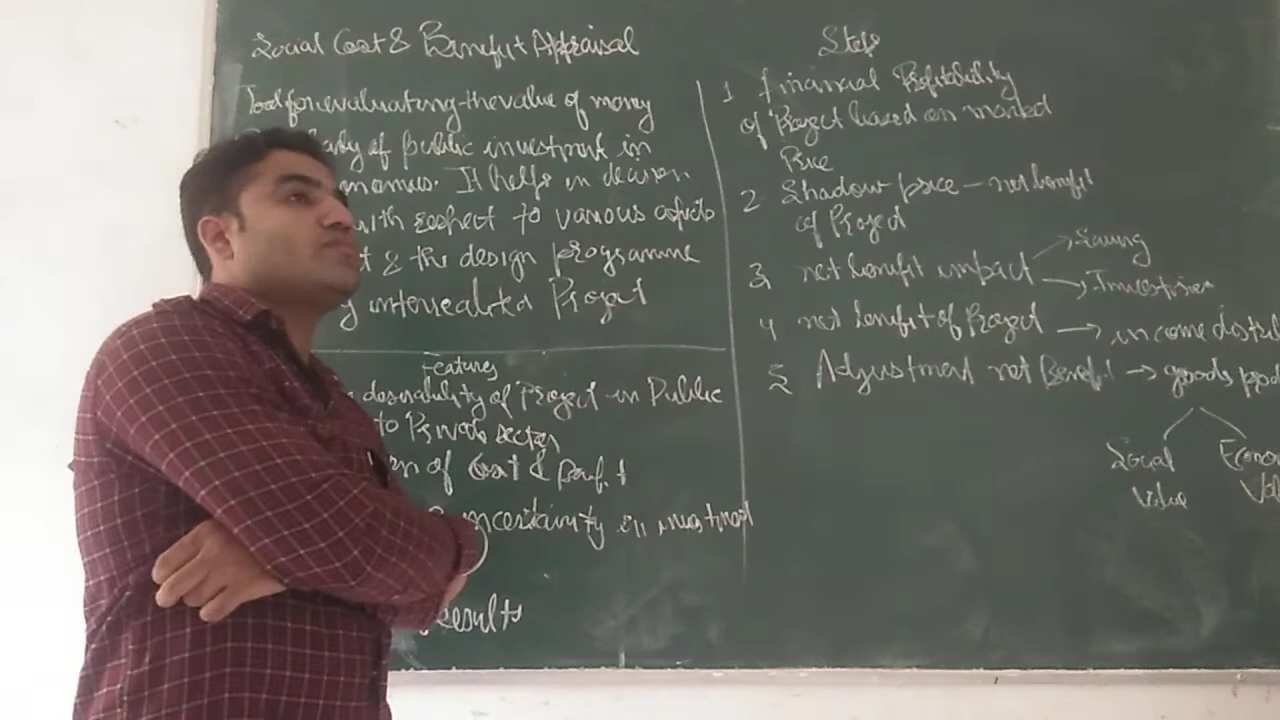 Social Cost & Benefit Appraisal
Tool for evaluating the value of money
of public investment in
It helps in decision
with respect to various aspects
& the design programme
interrelated Project
Features
desirability of Project in Public
to Private sector
of Cost & Benefit
uncertainty in investment
Results
Steps
1 Financial Profitability
of Project based on market
Price
2 Shadow price - net benefit
of Project
3 net benefit impact → Saving
→ Investment
4 net benefit of Project → income distri
5 Adjustment net Benefit → goods prod
Social Econo
Value Val